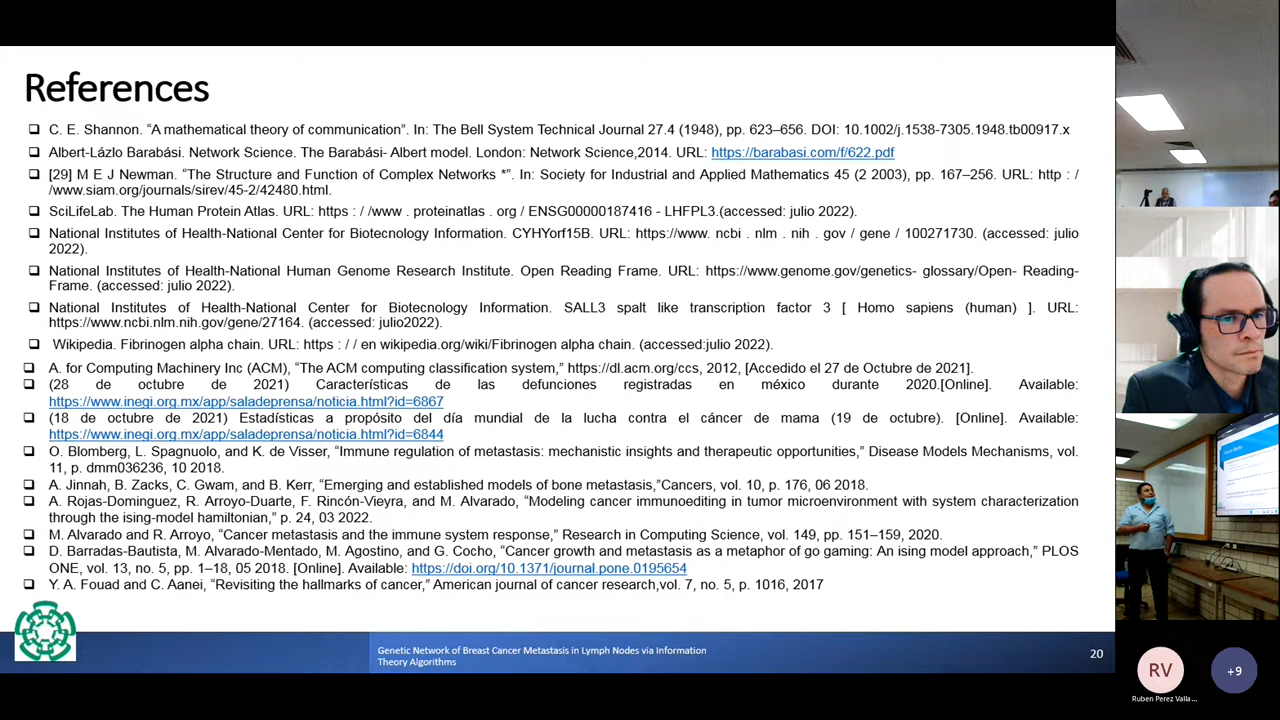 References
C. E. Shannon. “A mathematical theory of communication”. In: The Bell System Technical Journal 27.4 (1948), pp. 623–656. DOI: 10.1002/j.1538-7305.1948.tb00917.x
Albert-Lázlo Barabási. Network Science. The Barabási- Albert model. London: Network Science,2014. URL: https://barabasi.com/f/622.pdf
[29] M E J Newman. “The Structure and Function of Complex Networks *”. In: Society for Industrial and Applied Mathematics 45 (2 2003), pp. 167–256. URL: http : /
/www.siam.org/journals/sirev/45-2/42480.html.
SciLifeLab. The Human Protein Atlas. URL: https : / /www . proteinatlas . org / ENSG00000187416 - LHFPL3.(accessed: julio 2022).
National Institutes of Health-National Center for Biotecnology Information. CYHYorf15B. URL: https://www. ncbi . nlm . nih . gov / gene / 100271730. (accessed: julio
2022).
National Institutes of Health-National Human Genome Research Institute. Open Reading Frame. URL: https://www.genome.gov/genetics- glossary/Open- Reading-
Frame. (accessed: julio 2022).
National Institutes of Health-National Center for Biotecnology Information. SALL3 spalt like transcription factor 3 [ Homo sapiens (human) ]. URL:
https://www.ncbi.nlm.nih.gov/gene/27164. (accessed: julio2022).
Wikipedia. Fibrinogen alpha chain. URL: https : / / en wikipedia.org/wiki/Fibrinogen alpha chain. (accessed:julio 2022).
A. for Computing Machinery Inc (ACM), “The ACM computing classification system,” https://dl.acm.org/ccs, 2012, [Accedido el 27 de Octubre de 2021].
(28 de octubre de 2021) Características de las defunciones registradas en méxico durante 2020.[Online]. Available:
https://www.inegi.org.mx/app/saladeprensa/noticia.html?id=6867
(18 de octubre de 2021) Estadísticas a propósito del día mundial de la lucha contra el cáncer de mama (19 de octubre). [Online]. Available:
https://www.inegi.org.mx/app/saladeprensa/noticia.html?id=6844
O. Blomberg, L. Spagnuolo, and K. de Visser, “Immune regulation of metastasis: mechanistic insights and therapeutic opportunities,” Disease Models Mechanisms, vol.
11, p. dmm036236, 10 2018.
A. Jinnah, B. Zacks, C. Gwam, and B. Kerr, “Emerging and established models of bone metastasis,”Cancers, vol. 10, p. 176, 06 2018.
A. Rojas-Dominguez, R. Arroyo-Duarte, F. Rincón-Vieyra, and M. Alvarado, “Modeling cancer immunoediting in tumor microenvironment with system characterization
through the ising-model hamiltonian,” p. 24, 03 2022.
M. Alvarado and R. Arroyo, “Cancer metastasis and the immune system response,” Research in Computing Science, vol. 149, pp. 151–159, 2020.
D. Barradas-Bautista, M. Alvarado-Mentado, M. Agostino, and G. Cocho, “Cancer growth and metastasis as a metaphor of go gaming: An ising model approach,” PLOS
ONE, vol. 13, no. 5, pp. 1–18, 05 2018. [Online]. Available: https://doi.org/10.1371/journal.pone.0195654
Y. A. Fouad and C. Aanei, “Revisiting the hallmarks of cancer,” American journal of cancer research,vol. 7, no. 5, p. 1016, 2017
Genetic Network of Breast Cancer Metastasis in Lymph Nodes via Information
Theory Algorithms
20
RV
+9
Ruben Perez Valla...